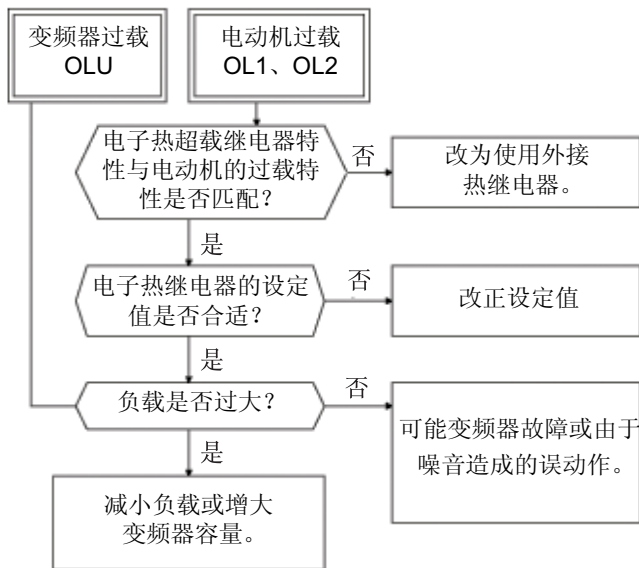 变频器过载
OLU
电动机过载
OL1、OL2
电子热超载继电器特
性与电动机的过载特
性是否匹配？
否
改为使用外接
热继电器。
是
电子热继电器的设定
值是否合适？
否
改正设定值
是
负载是否过大？
否
可能变频器故障或由于
噪音造成的误动作。
是
减小负载或增大
变频器容量。